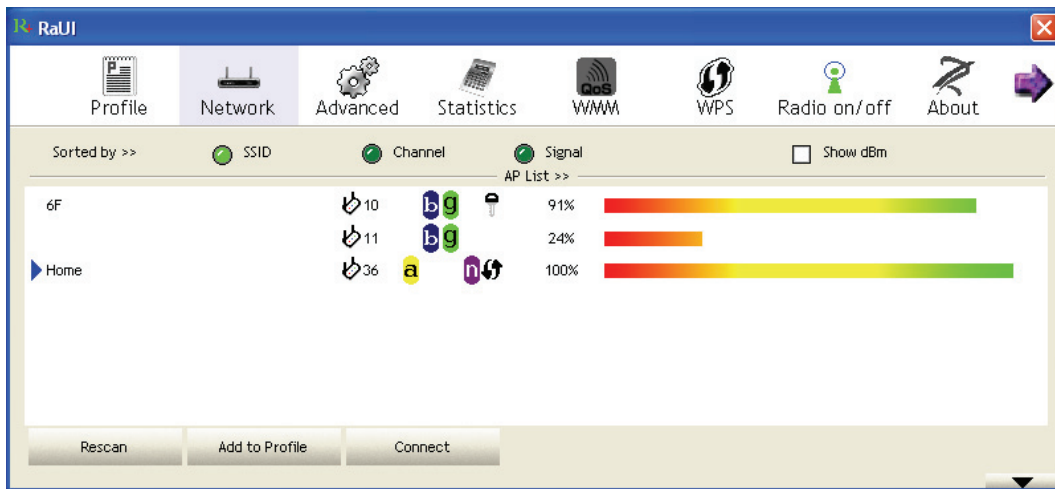 RaUI
Profile Network Advanced Statistics QoS WMM WPS Radio on/off About
Sorted by >> SSID Channel Signal Show dBm
AP List >>
6F 10 b g 91%
11 b g 24%
Home 36 a n 100%
Rescan Add to Profile Connect